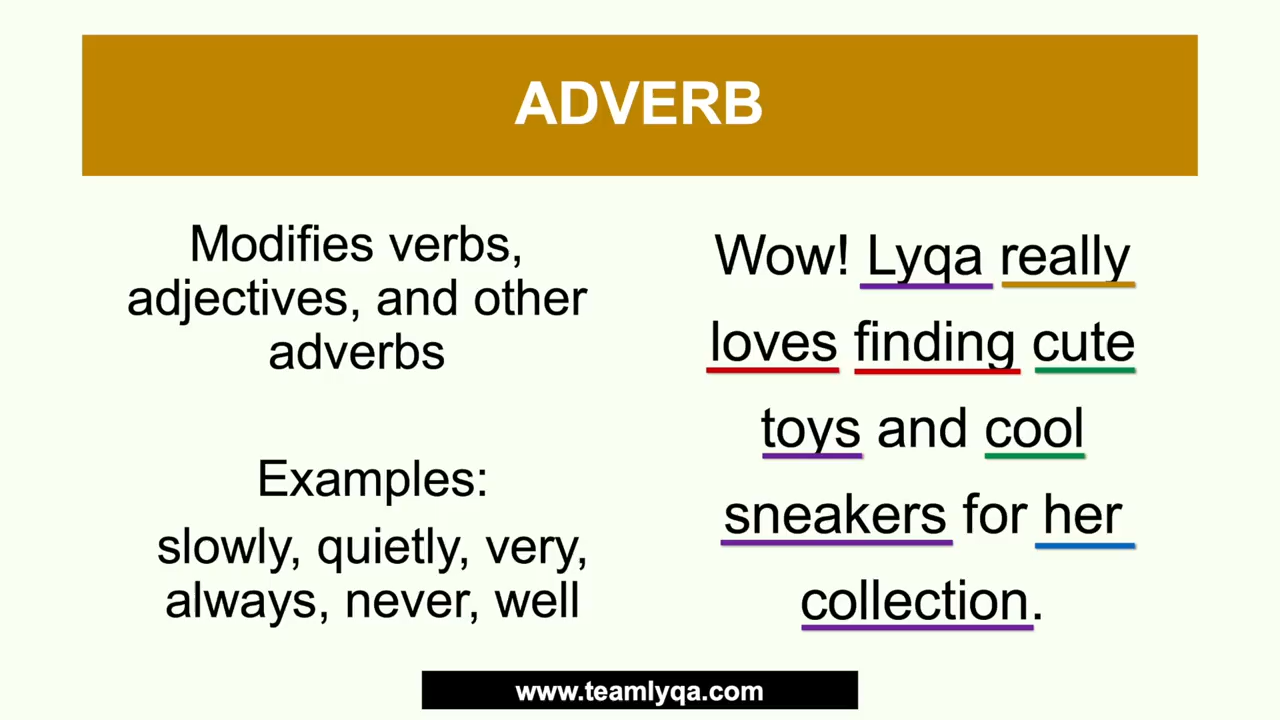 ADVERB
Modifies verbs,
adjectives, and other
adverbs
Examples:
slowly, quietly, very,
always, never, well
Wow! Lyqa really
loves finding cute
toys and cool
sneakers for her
collection.
www.teamlyqa.com